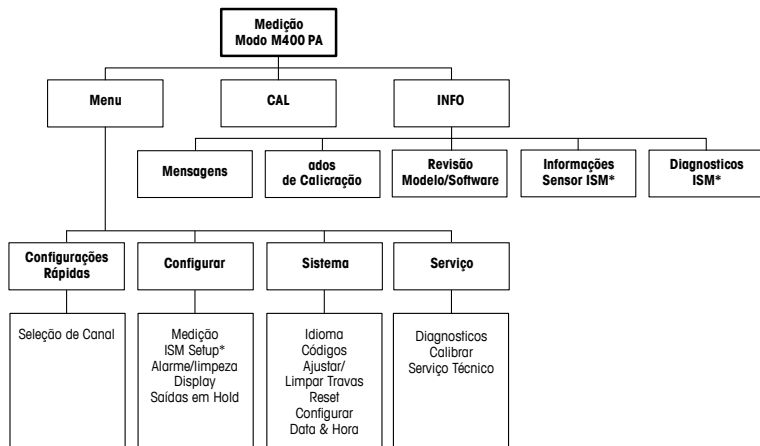 Medição
Modo M400 PA
Menu
CAL
INFO
Mensagens
ados
de Calicração
Revisão
Modelo/Software
Informações
Sensor ISM*
Diagnosticos
ISM*
Configurações
Rápidas
Configurar
Sistema
Serviço
Seleção de Canal
Medição
ISM Setup*
Alarme/limpeza
Display
Saídas em Hold
Idioma
Códigos
Ajustar/
Limpar Travas
Reset
Configurar
Data & Hora
Diagnosticos
Calibrar
Serviço Técnico